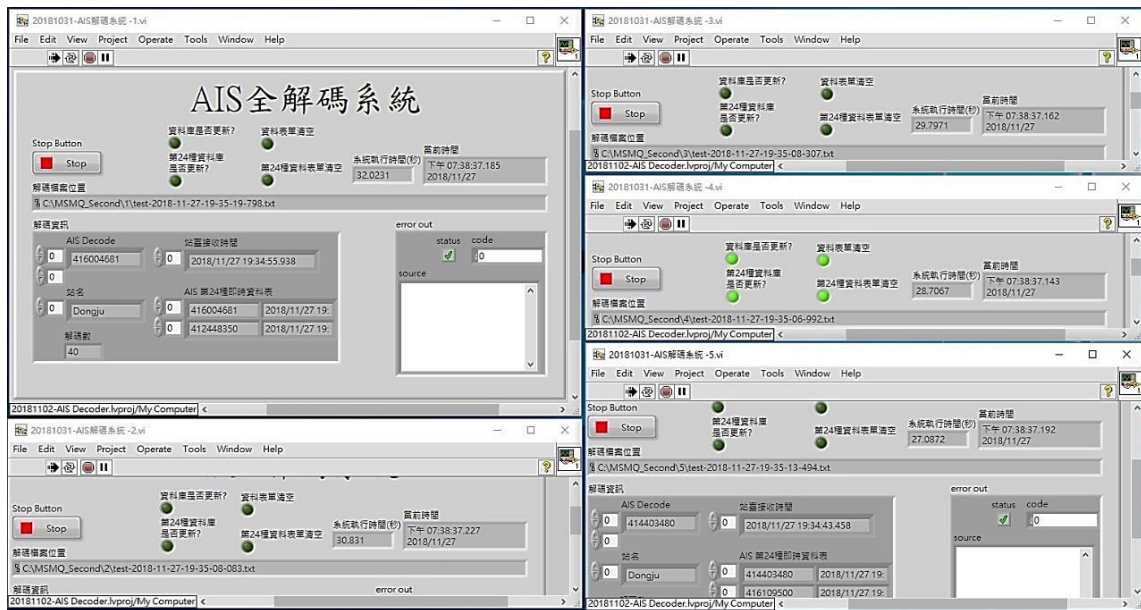 20181031-AIS解碼系統 -1.vi
File Edit View Project Operate Tools Window Help
AIS全解碼系統
Stop Button
Stop
資料庫是否更新?
資料表單清空
第24種資料庫
是否更新?
第24種資料表單清空
系統執行時間(秒)
32.0231
當前時間
下午 07:38:37.185
2018/11/27
解碼檔案位置
C:\MSMQ_Second\1\test-2018-11-27-19-35-19-798.txt
解碼資訊
AIS Decode
0 416004681
0
站臺接收時間
0 2018/11/27 19:34:55.938
站名
0 Dongju
AIS 第24種即時資料表
0 416004681 2018/11/27 19:
0 412448350 2018/11/27 19:
解碼數
40
error out
status code
0
source
20181102-AIS Decoder.lvproj/My Computer
20181031-AIS解碼系統 -2.vi
File Edit View Project Operate Tools Window Help
Stop Button
Stop
資料庫是否更新?
資料表單清空
第24種資料庫
是否更新?
第24種資料表單清空
系統執行時間(秒)
30.831
當前時間
下午 07:38:37.227
2018/11/27
解碼檔案位置
C:\MSMQ_Second\2\test-2018-11-27-19-35-08-083.txt
解碼資訊
error out
20181102-AIS Decoder.lvproj/My Computer
20181031-AIS解碼系統 -3.vi
File Edit View Project Operate Tools Window Help
Stop Button
Stop
資料庫是否更新?
資料表單清空
第24種資料庫
是否更新?
第24種資料表單清空
系統執行時間(秒)
29.7971
當前時間
下午 07:38:37.162
2018/11/27
解碼檔案位置
C:\MSMQ_Second\3\test-2018-11-27-19-35-08-307.txt
20181102-AIS Decoder.lvproj/My Computer
20181031-AIS解碼系統 -4.vi
File Edit View Project Operate Tools Window Help
Stop Button
Stop
資料庫是否更新?
資料表單清空
第24種資料庫
是否更新?
第24種資料表單清空
系統執行時間(秒)
28.7067
當前時間
下午 07:38:37.143
2018/11/27
解碼檔案位置
C:\MSMQ_Second\4\test-2018-11-27-19-35-06-992.txt
20181102-AIS Decoder.lvproj/My Computer
20181031-AIS解碼系統 -5.vi
File Edit View Project Operate Tools Window Help
Stop Button
Stop
第24種資料庫
是否更新?
第24種資料表單清空
系統執行時間(秒)
27.0872
當前時間
下午 07:38:37.192
2018/11/27
解碼檔案位置
C:\MSMQ_Second\5\test-2018-11-27-19-35-13-494.txt
解碼資訊
AIS Decode
0 414403480
0
站臺接收時間
0 2018/11/27 19:34:43.458
站名
0 Dongju
AIS 第24種即時資料表
0 414403480 2018/11/27 19:
0 416109500 2018/11/27 19:
error out
status code
0
source
20181102-AIS Decoder.lvproj/My Computer